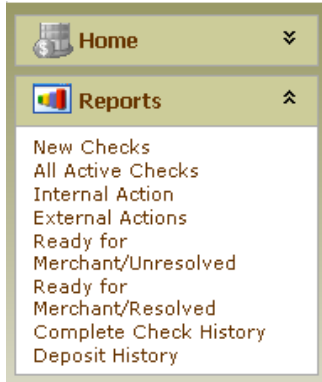 Home
Reports
New Checks
All Active Checks
Internal Action
External Actions
Ready for
Merchant/Unresolved
Ready for
Merchant/Resolved
Complete Check History
Deposit History